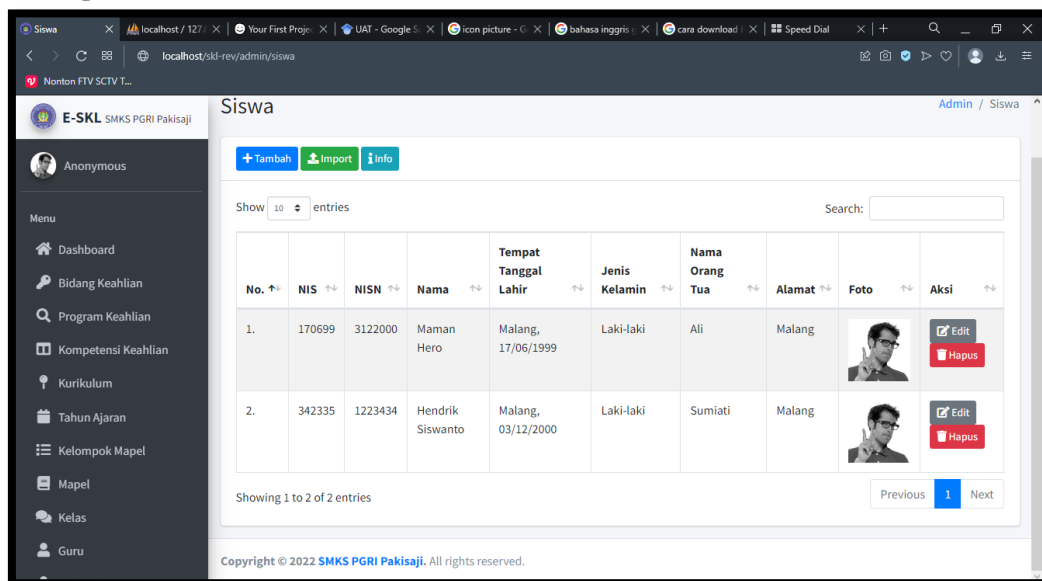 Siswa
localhost / 127.
Your First Projec
UAT - Google S
icon picture - G
bahasa inggris g
cara download l
Speed Dial
localhost/skl-rev/admin/siswa
Nonton FTV SCTV T...
E-SKL SMKS PGRI Pakisaji
Anonymous
Menu
Dashboard
Bidang Keahlian
Program Keahlian
Kompetensi Keahlian
Kurikulum
Tahun Ajaran
Kelompok Mapel
Mapel
Kelas
Guru
Siswa
Admin / Siswa
Tambah Import Info
Show 10 entries
Search:
No. NIS NISN Nama Tempat Tanggal Lahir Jenis Kelamin Nama Orang Tua Alamat Foto Aksi
1. 170699 3122000 Maman Hero Malang, 17/06/1999 Laki-laki Ali Malang Edit Hapus
2. 342335 1223434 Hendrik Siswanto Malang, 03/12/2000 Laki-laki Sumiati Malang Edit Hapus
Showing 1 to 2 of 2 entries
Previous 1 Next
Copyright © 2022 SMKS PGRI Pakisaji. All rights reserved.